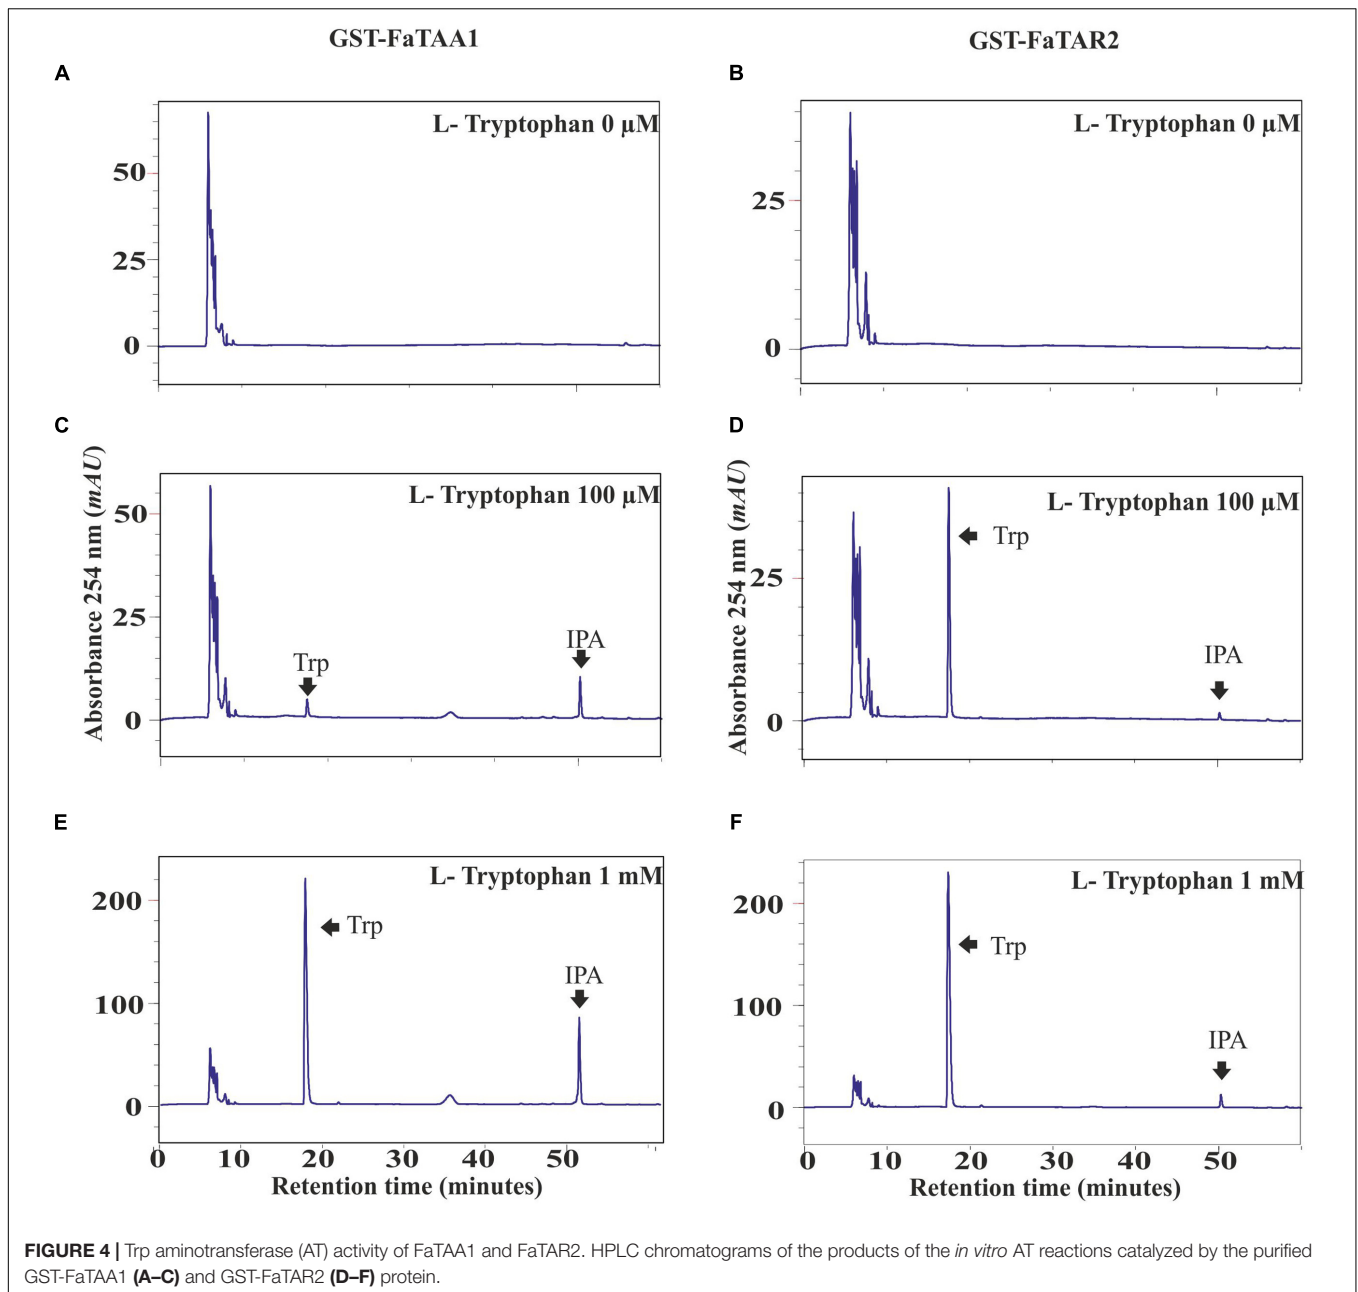 GST-FaTAA1
GST-FaTAR2
A
L- Tryptophan 0 µM
50
25
0
B
L- Tryptophan 0 µM
25
0
C
L- Tryptophan 100 µM
Absorbance 254 nm (mAU)
50
25
0
Trp
IPA
D
L- Tryptophan 100 µM
Absorbance 254 nm (mAU)
25
0
Trp
IPA
E
L- Tryptophan 1 mM
200
100
0
Trp
IPA
0 10 20 30 40 50
Retention time (minutes)
F
L- Tryptophan 1 mM
200
100
0
Trp
IPA
0 10 20 30 40 50
Retention time (minutes)
FIGURE 4 | Trp aminotransferase (AT) activity of FaTAA1 and FaTAR2. HPLC chromatograms of the products of the in vitro AT reactions catalyzed by the purified
GST-FaTAA1 (A–C) and GST-FaTAR2 (D–F) protein.